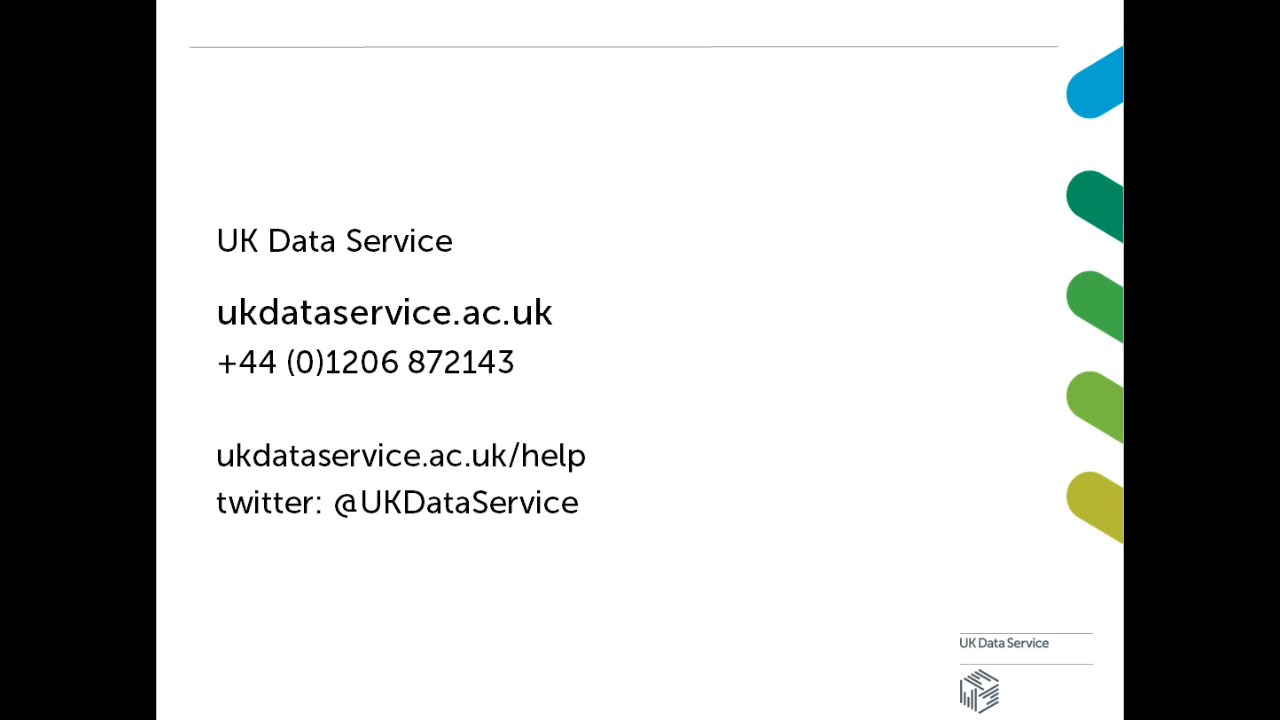 UK Data Service
ukdataservice.ac.uk
+44 (0)1206 872143
ukdataservice.ac.uk/help
twitter: @UKDataService
UK Data Service